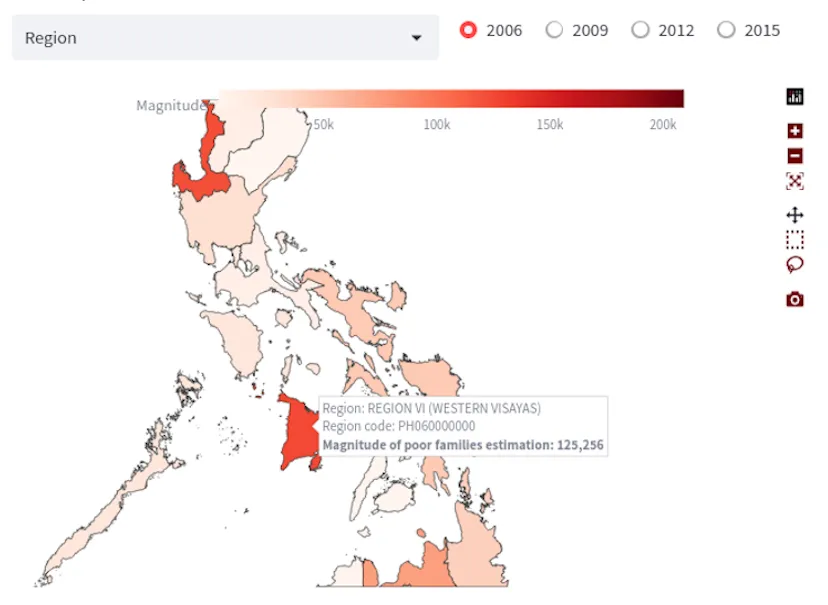 Region
2006
2009
2012
2015
Magnitude
50k
100k
150k
200k
Region: REGION VI (WESTERN VISAYAS)
Region code: PH060000000
Magnitude of poor families estimation: 125,256